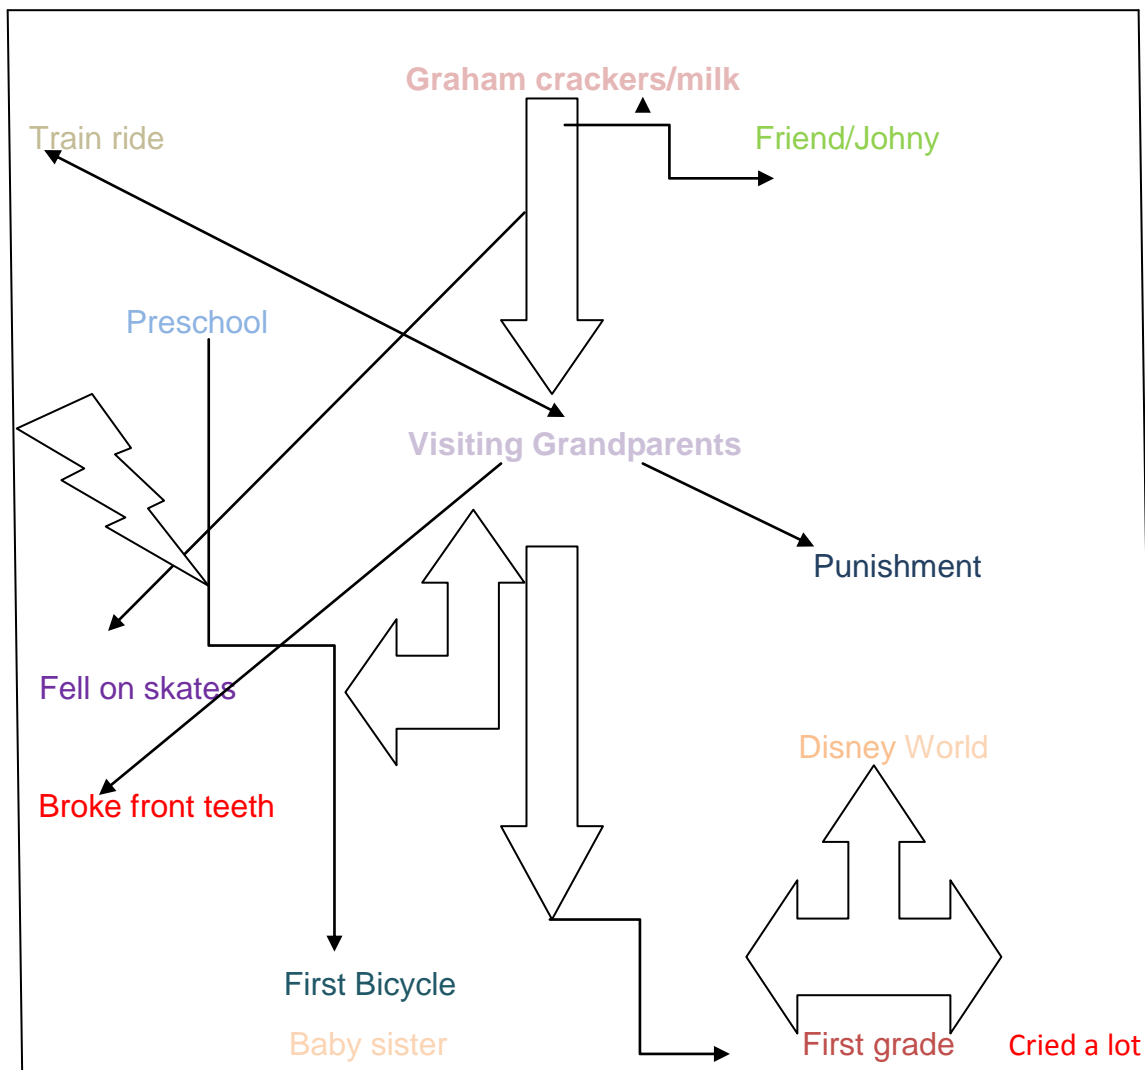 Graham crackers/milk
Train ride
Friend/Johny
Preschool
Visiting Grandparents
Punishment
Fell on skates
Disney World
Broke front teeth
First Bicycle
Baby sister
First grade
Cried a lot